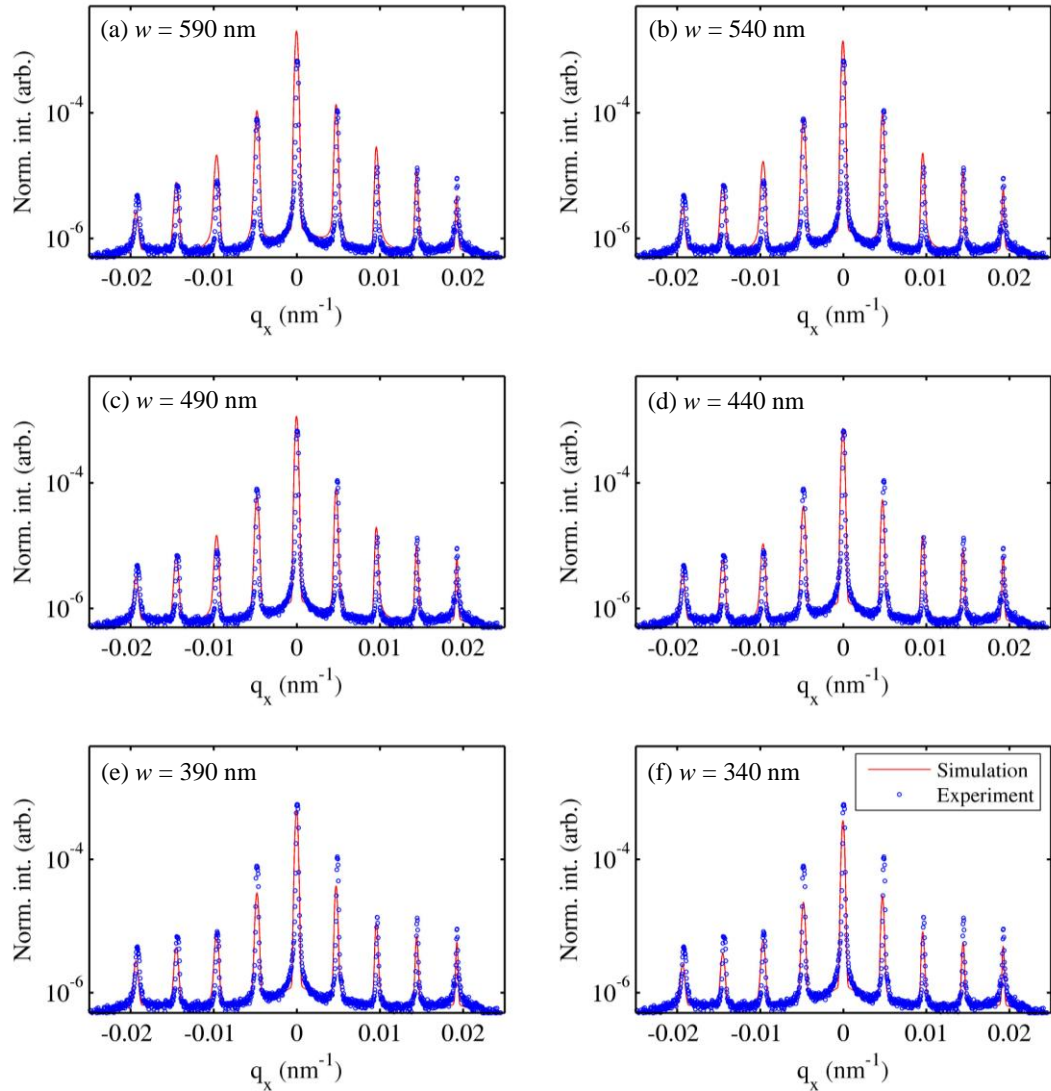 (a) w = 590 nm
Norm. int. (arb.)
10⁻⁴
10⁻⁶
-0.02 -0.01 0 0.01 0.02
qₓ (nm⁻¹)
(b) w = 540 nm
Norm. int. (arb.)
10⁻⁴
10⁻⁶
-0.02 -0.01 0 0.01 0.02
qₓ (nm⁻¹)
(c) w = 490 nm
Norm. int. (arb.)
10⁻⁴
10⁻⁶
-0.02 -0.01 0 0.01 0.02
qₓ (nm⁻¹)
(d) w = 440 nm
Norm. int. (arb.)
10⁻⁴
10⁻⁶
-0.02 -0.01 0 0.01 0.02
qₓ (nm⁻¹)
(e) w = 390 nm
Norm. int. (arb.)
10⁻⁴
10⁻⁶
-0.02 -0.01 0 0.01 0.02
qₓ (nm⁻¹)
(f) w = 340 nm
Simulation
Experiment
Norm. int. (arb.)
10⁻⁴
10⁻⁶
-0.02 -0.01 0 0.01 0.02
qₓ (nm⁻¹)